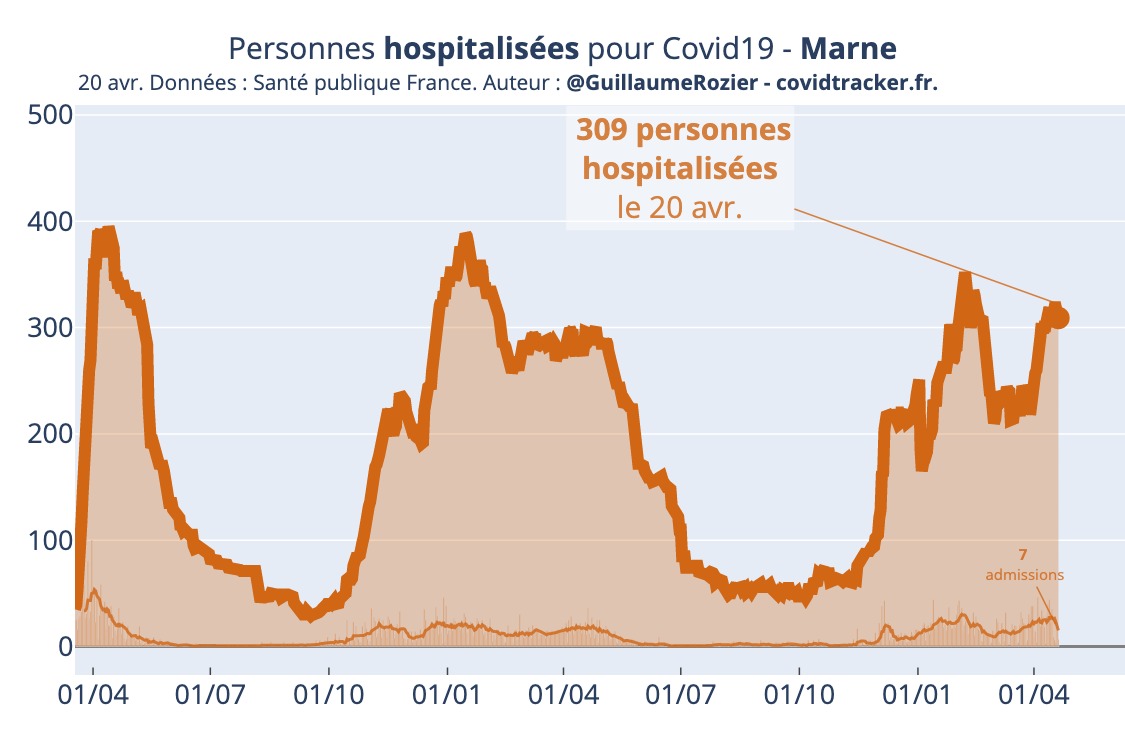 Personnes hospitalisées pour Covid19 - Marne
20 avr. Données : Santé publique France. Auteur : @GuillaumeRozier - covidtracker.fr.
500
309 personnes
hospitalisées
le 20 avr.
400
300
200
100
7
admissions
0
01/04 01/07 01/10 01/01 01/04 01/07 01/10 01/01 01/04